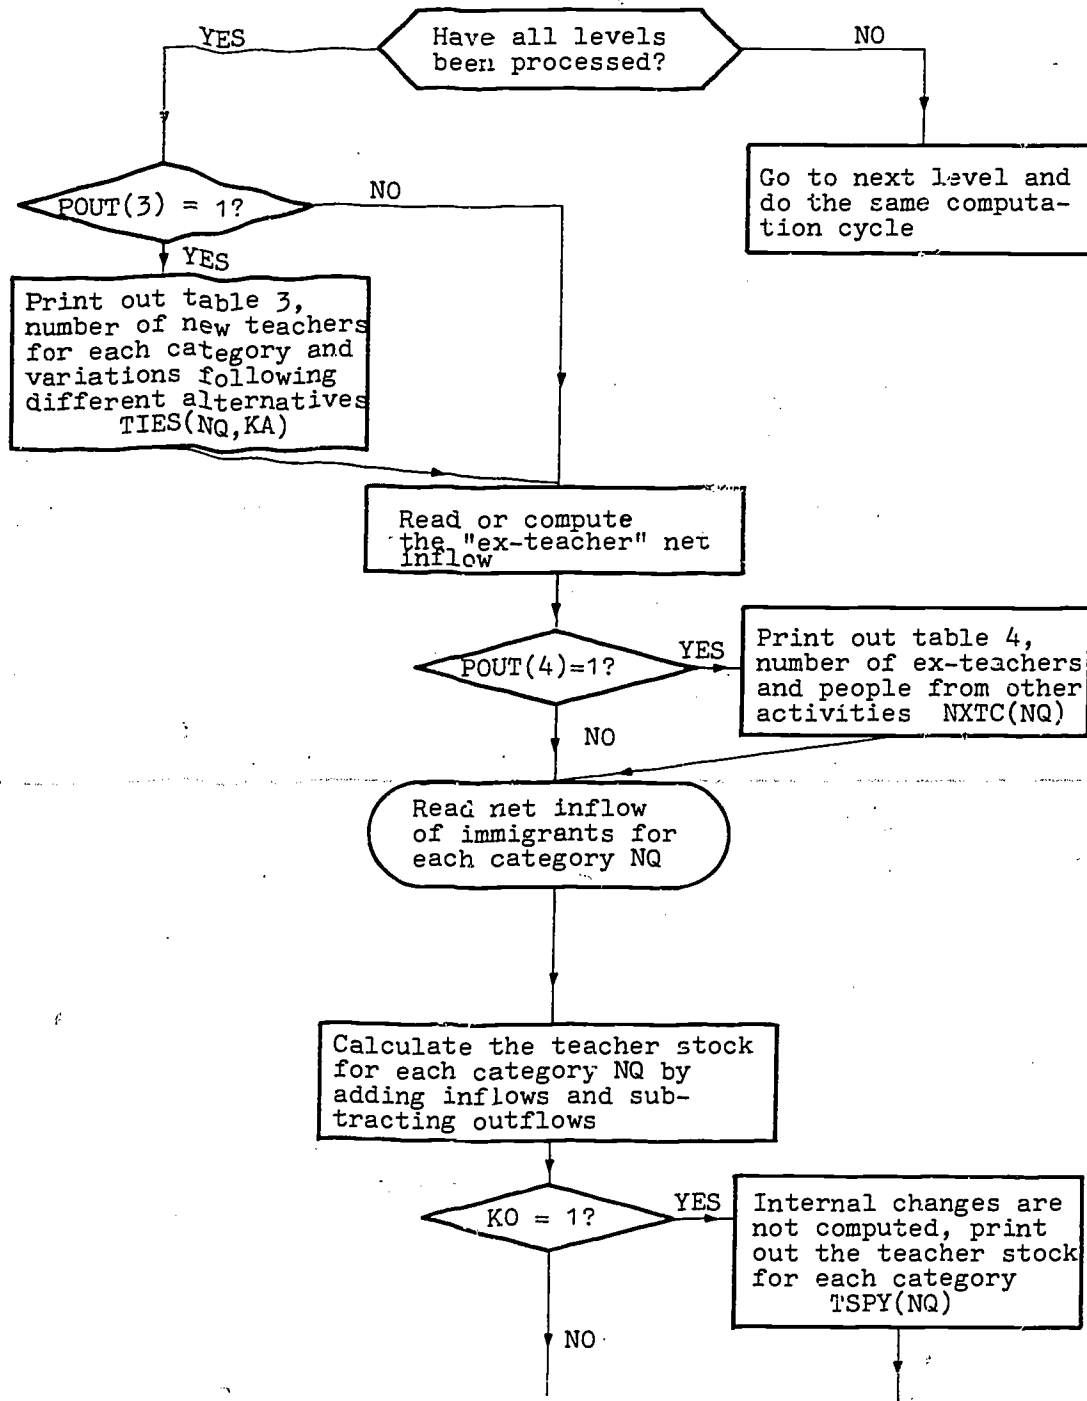 Have all levels
been processed?
YES
NO
Go to next level and
do the same computa-
tion cycle
POUT(3) = 1?
NO
YES
Print out table 3,
number of new teachers
for each category and
variations following
different alternatives
TIES(NQ,KA)
Read or compute
the "ex-teacher" net
inflow
POUT(4)=1?
YES
Print out table 4,
number of ex-teachers
and people from other
activities NXTC(NQ)
NO
Read net inflow
of immigrants for
each category NQ
Calculate the teacher stock
for each category NQ by
adding inflows and sub-
tracting outflows
KO = 1?
YES
Internal changes are
not computed, print
out the teacher stock
for each category
TSPY(NQ)
NO